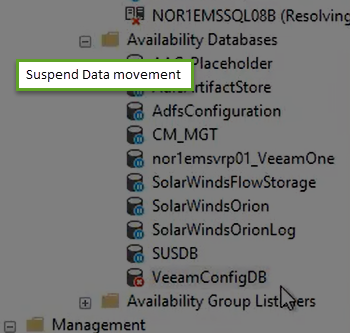 NOR1EMSSQL08B (Resolving
Availability Databases
Placeholder
Suspend Data movement
ArtifactStore
AdfsConfiguration
CM_MGT
nor1emsvrp01_VeeamOne
SolarWindsFlowStorage
SolarWindsOrion
SolarWindsOrionLog
SUSDB
VeeamConfigDB
Availability Group Listeners
Management